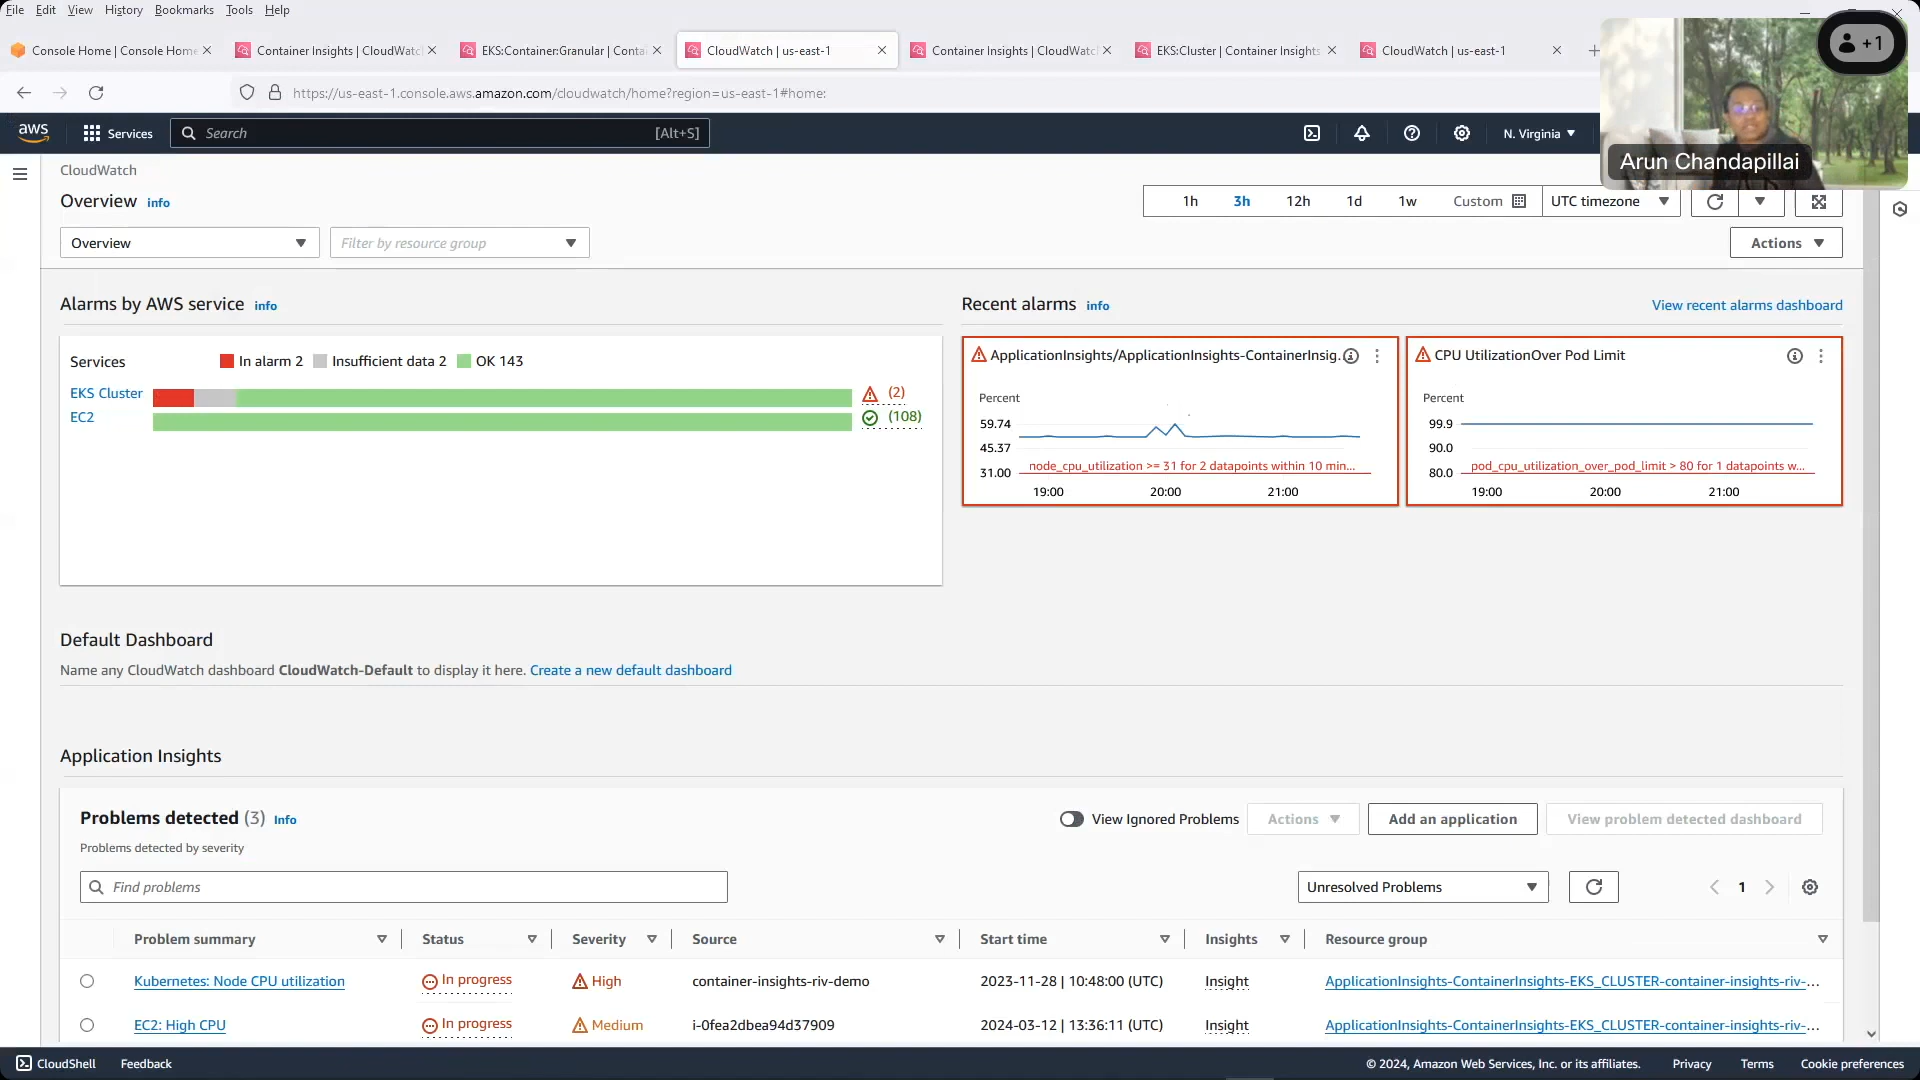 File Edit View History Bookmarks Tools Help
Console Home | Console Home
Container Insights | CloudWatc
EKS:Container:Granular | Conta
CloudWatch | us-east-1
Container Insights | CloudWatc
EKS:Cluster | Container Insights
CloudWatch | us-east-1
+1
https://us-east-1.console.aws.amazon.com/cloudwatch/home?region=us-east-1#home:
aws
Services
Search [Alt+S]
N. Virginia
Arun Chandapillai
CloudWatch
Overview info
1h 3h 12h 1d 1w Custom UTC timezone
Overview
Filter by resource group
Actions
Alarms by AWS service info
Services In alarm 2 Insufficient data 2 OK 143
EKS Cluster (2)
EC2 (108)
Recent alarms info
View recent alarms dashboard
ApplicationInsights/ApplicationInsights-ContainerInsig.
Percent
59.74
45.37
31.00
node_cpu_utilization >= 31 for 2 datapoints within 10 min...
19:00 20:00 21:00
CPU UtilizationOver Pod Limit
Percent
99.9
90.0
80.0
pod_cpu_utilization_over_pod_limit > 80 for 1 datapoints w...
19:00 20:00 21:00
Default Dashboard
Name any CloudWatch dashboard CloudWatch-Default to display it here. Create a new default dashboard
Application Insights
Problems detected (3) Info
Problems detected by severity
View Ignored Problems
Actions
Add an application
View problem detected dashboard
Find problems
Unresolved Problems
1
Problem summary Status Severity Source Start time Insights Resource group
Kubernetes: Node CPU utilization In progress High container-insights-riv-demo 2023-11-28 | 10:48:00 (UTC) Insight ApplicationInsights-ContainerInsights-EKS_CLUSTER-container-insights-riv-...
EC2: High CPU In progress Medium i-0fea2dbea94d37909 2024-03-12 | 13:36:11 (UTC) Insight ApplicationInsights-ContainerInsights-EKS_CLUSTER-container-insights-riv-...
CloudShell Feedback © 2024, Amazon Web Services, Inc. or its affiliates. Privacy Terms Cookie preferences